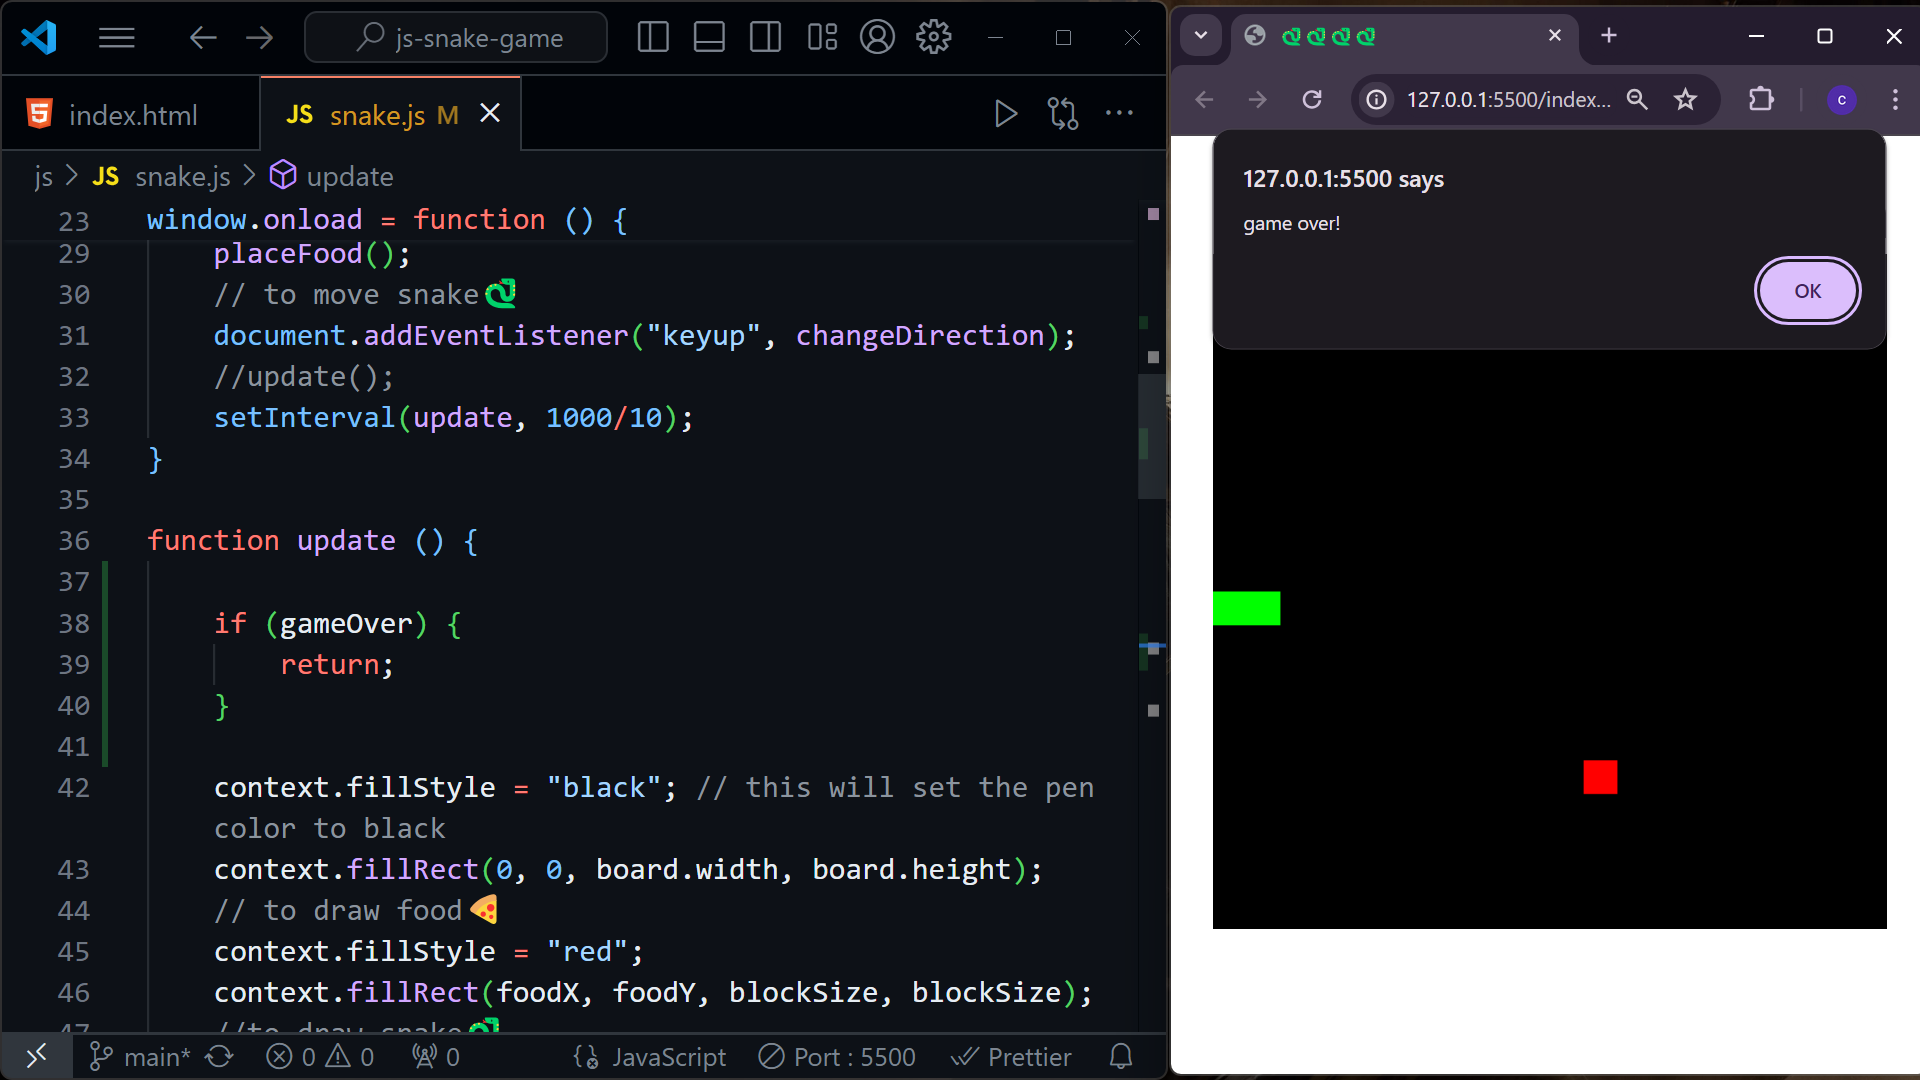 js-snake-game
index.html
JS snake.js M
js > JS snake.js > update
23 window.onload = function () {
29 placeFood();
30 // to move snake🐍
31 document.addEventListener("keyup", changeDirection);
32 //update();
33 setInterval(update, 1000/10);
34 }
35
36 function update () {
37
38 if (gameOver) {
39 return;
40 }
41
42 context.fillStyle = "black"; // this will set the pen
color to black
43 context.fillRect(0, 0, board.width, board.height);
44 // to draw food🍕
45 context.fillStyle = "red";
46 context.fillRect(foodX, foodY, blockSize, blockSize);
47 //to draw snake🐍
main* 0 0 0 JavaScript Port : 5500 Prettier
🐍🐍🐍🐍
127.0.0.1:5500/index...
c
127.0.0.1:5500 says
game over!
OK